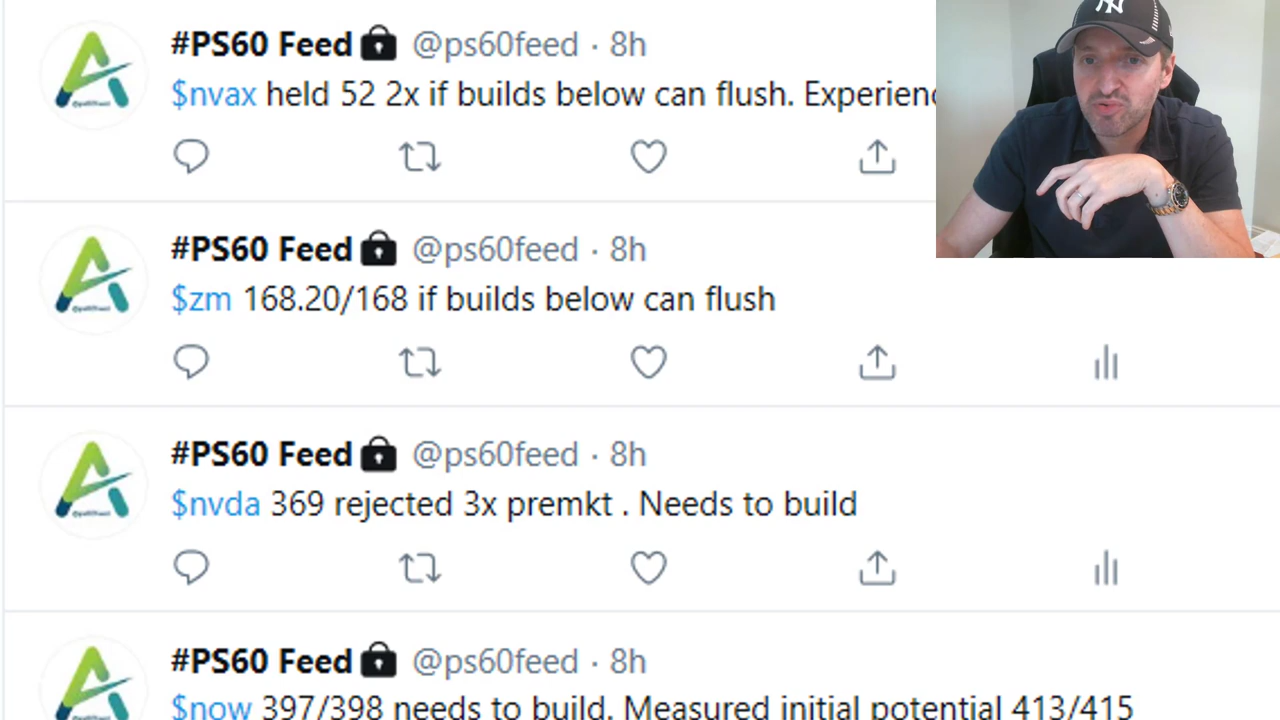 #PS60 Feed @ps60feed · 8h
$nvax held 52 2x if builds below can flush.
#PS60 Feed @ps60feed · 8h
$zm 168.20/168 if builds below can flush
#PS60 Feed @ps60feed · 8h
$nvda 369 rejected 3x premkt . Needs to build
#PS60 Feed @ps60feed · 8h
$now 397/398 needs to build. Measured initial potential 413/415